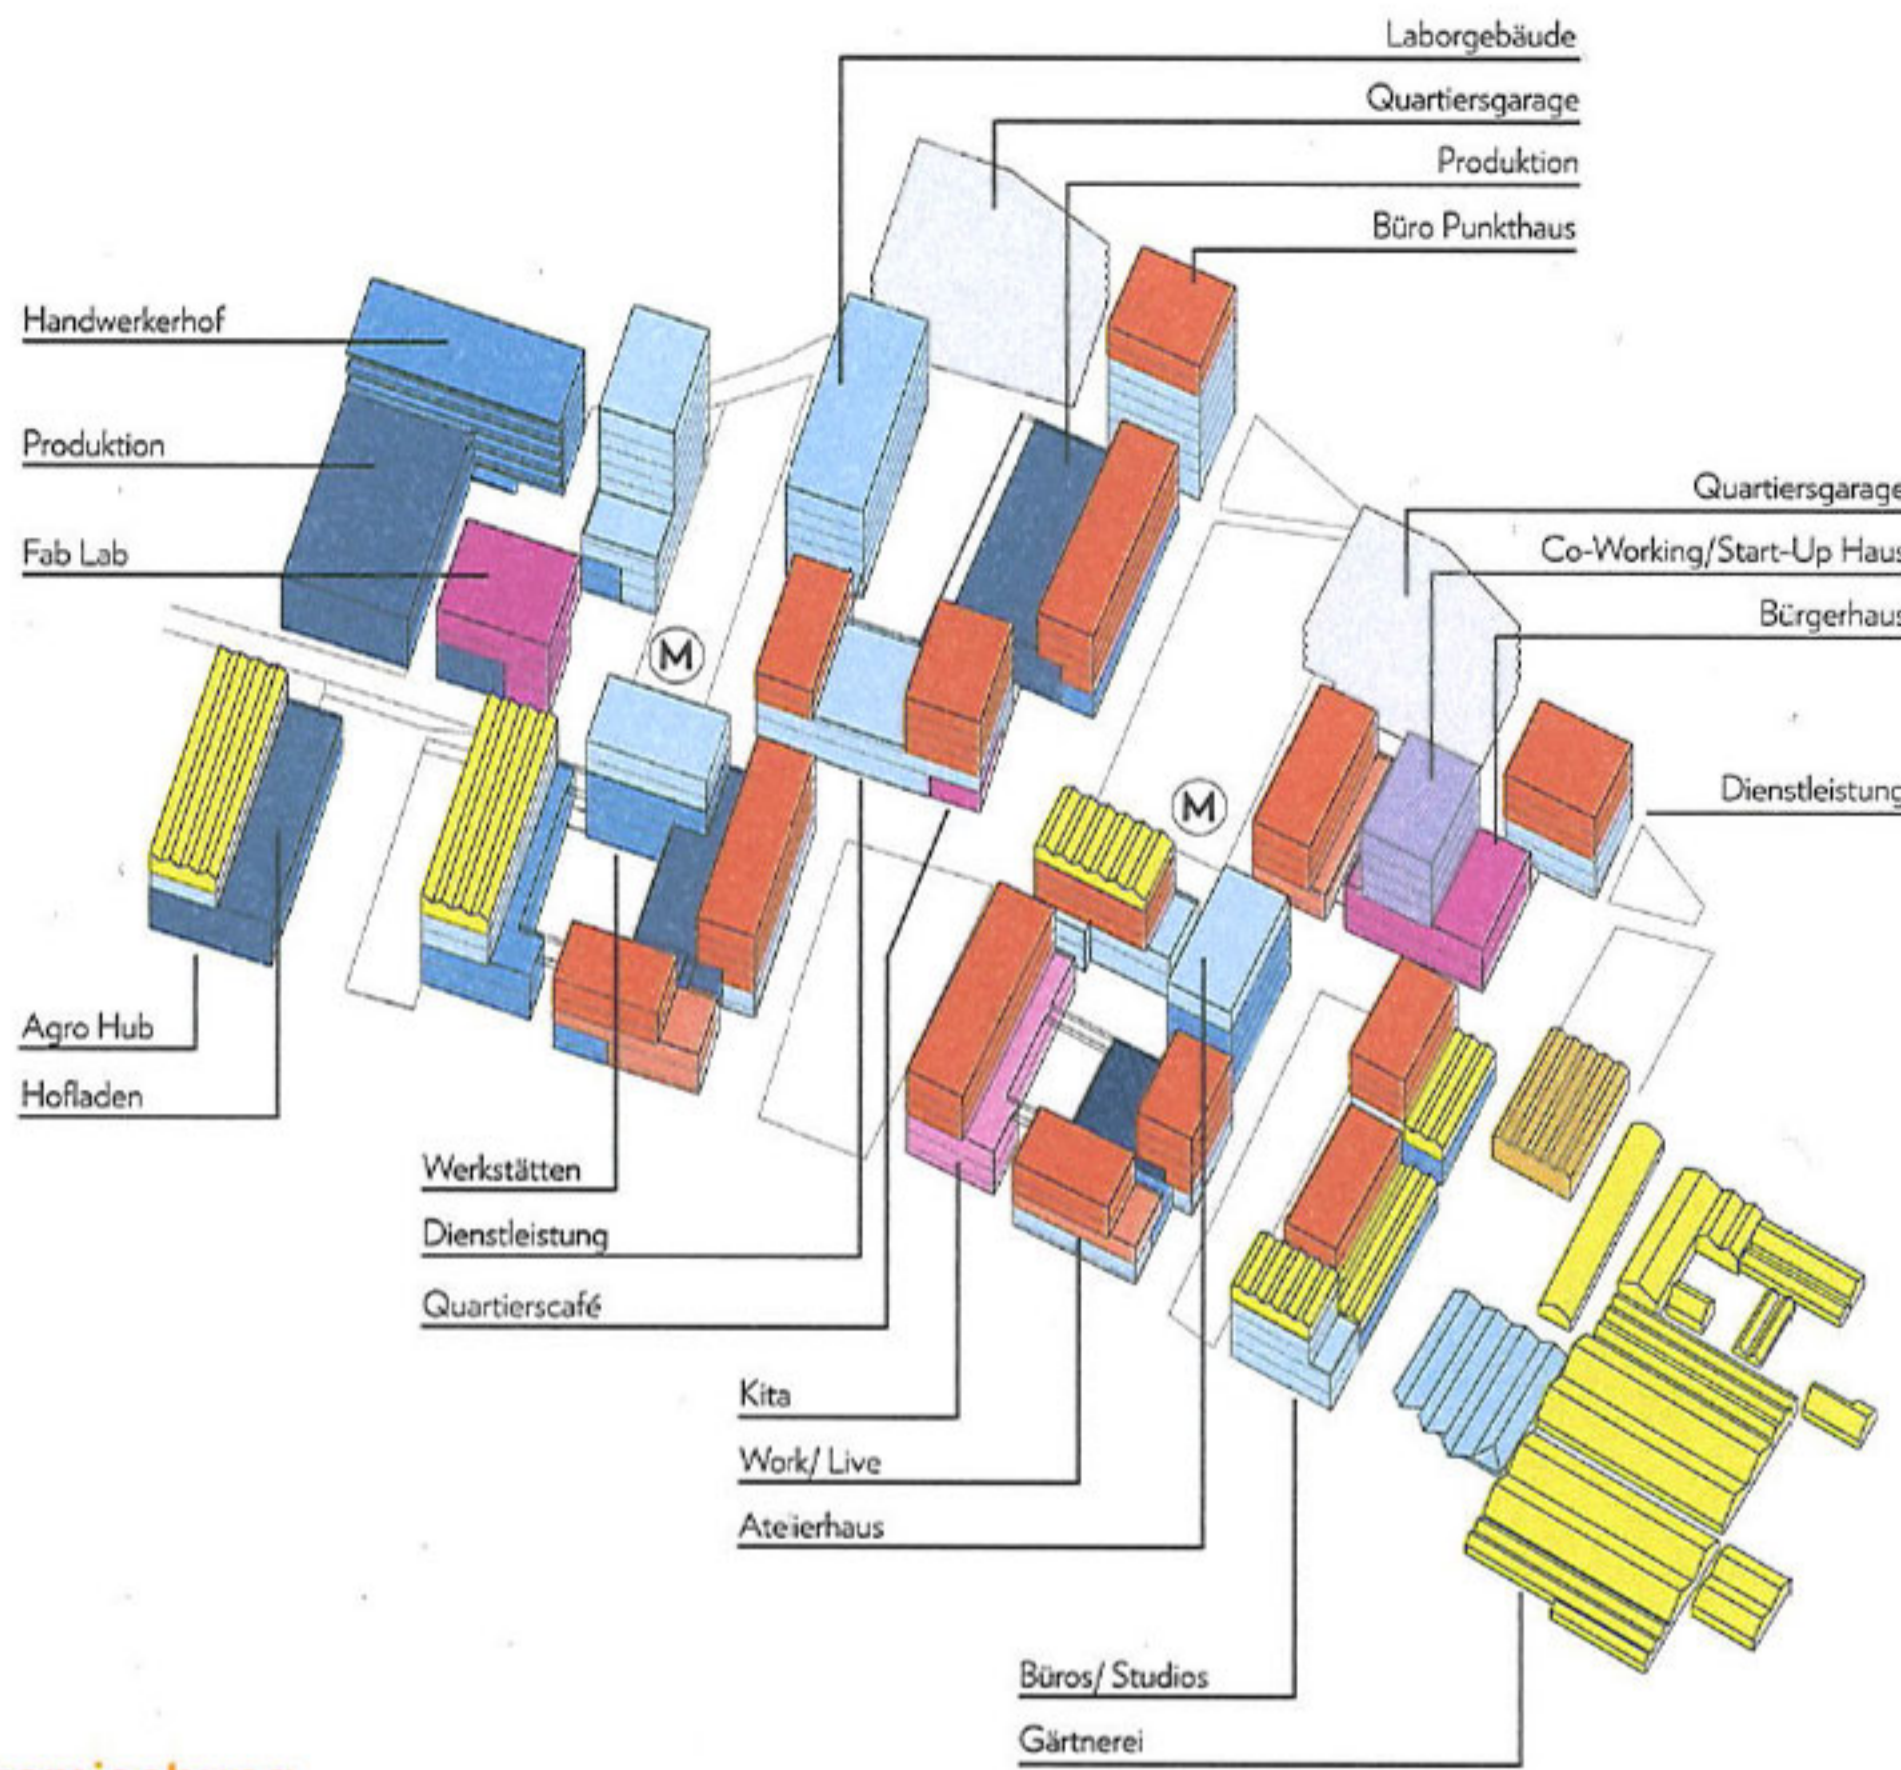 Laborgebäude
Quartiersgarage
Produktion
Büro Punkthaus
Handwerkerhof
Produktion
Fab Lab
M
Quartiersgarage
Co-Working/Start-Up Haus
Bürgerhaus
M
Dienstleistung
Agro Hub
Hofladen
Werkstätten
Dienstleistung
Quartierscafé
Kita
Work/ Live
Atelierhaus
Büros/ Studios
Gärtnerei